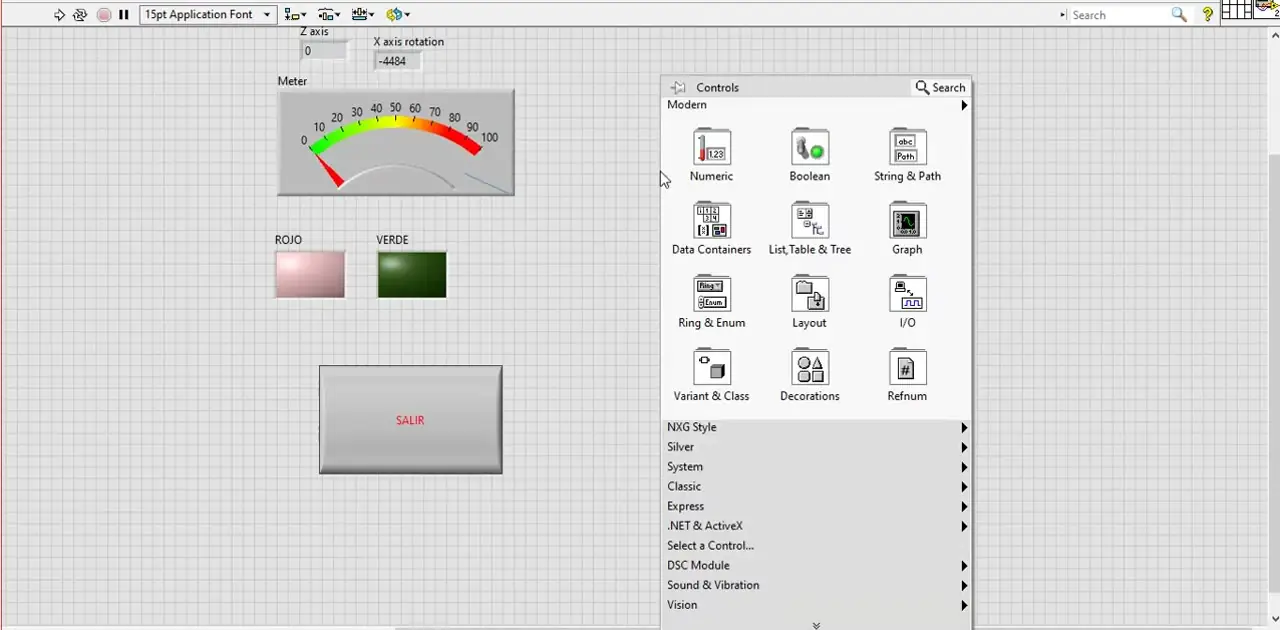 15pt Application Font
Search
?
Z axis
0
X axis rotation
-4484
Meter
0 10 20 30 40 50 60 70 80 90 100
ROJO VERDE
SALIR
Controls
Search
Modern
1.23
abc
Path
Numeric Boolean String & Path
Data Containers List,Table & Tree Graph
Ring
Enum
Ring & Enum Layout I/O
#
Variant & Class Decorations Refnum
NXG Style
Silver
System
Classic
Express
.NET & ActiveX
Select a Control...
DSC Module
Sound & Vibration
Vision